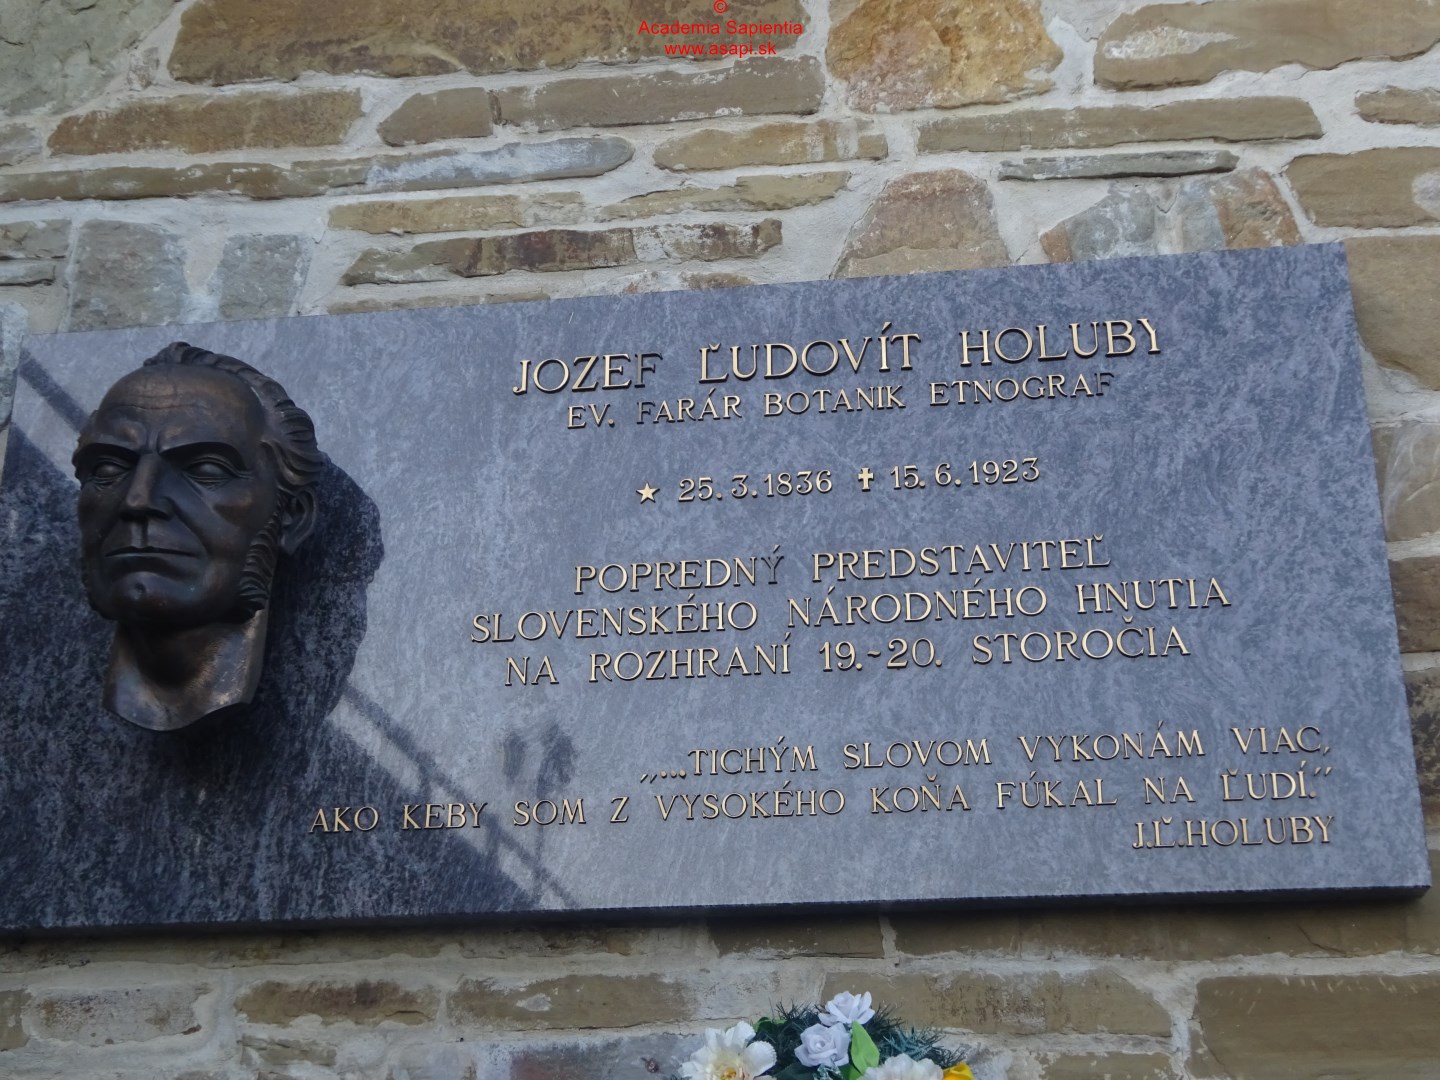 ©
Academia Sapientia
www.asapi.sk
JOZEF ĽUDOVÍT HOLUBY
EV. FARÁR BOTANIK ETNOGRAF
★ 25.3.1836 ✝ 15.6.1923
POPREDNÝ PREDSTAVITEĽ
SLOVENSKÉHO NÁRODNÉHO HNUTIA
NA ROZHRANÍ 19.~20. STOROČIA
„...TICHÝM SLOVOM VYKONÁM VIAC,
AKO KEBY SOM Z VYSOKÉHO KOŇA FÚKAL NA ĽUDÍ.”
J.Ľ.HOLUBY